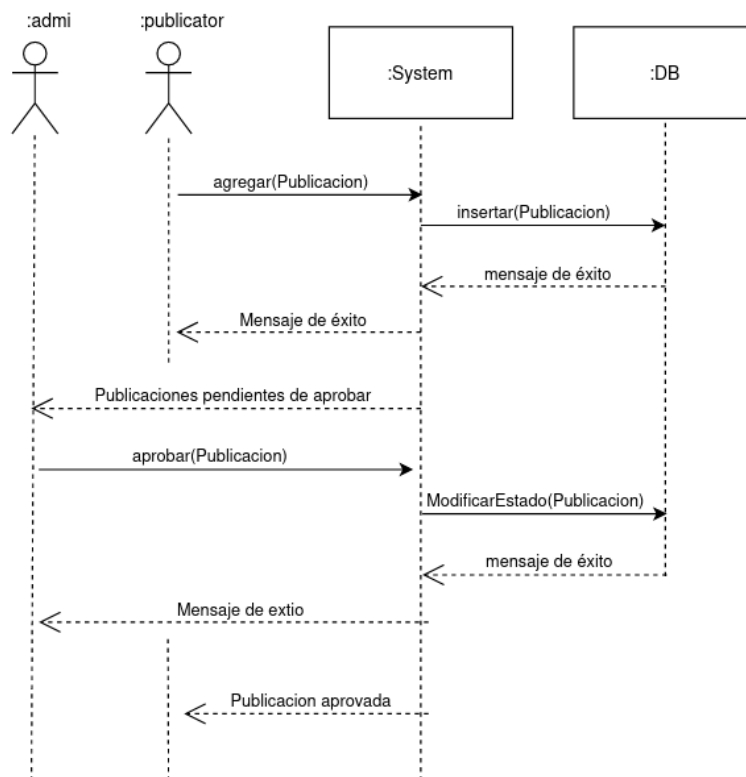 :admi
:publicator
:System
:DB
agregar(Publicacion)
insertar(Publicacion)
mensaje de éxito
Mensaje de éxito
Publicaciones pendientes de aprobar
aprobar(Publicacion)
ModificarEstado(Publicacion)
mensaje de éxito
Mensaje de extio
Publicacion aprovada